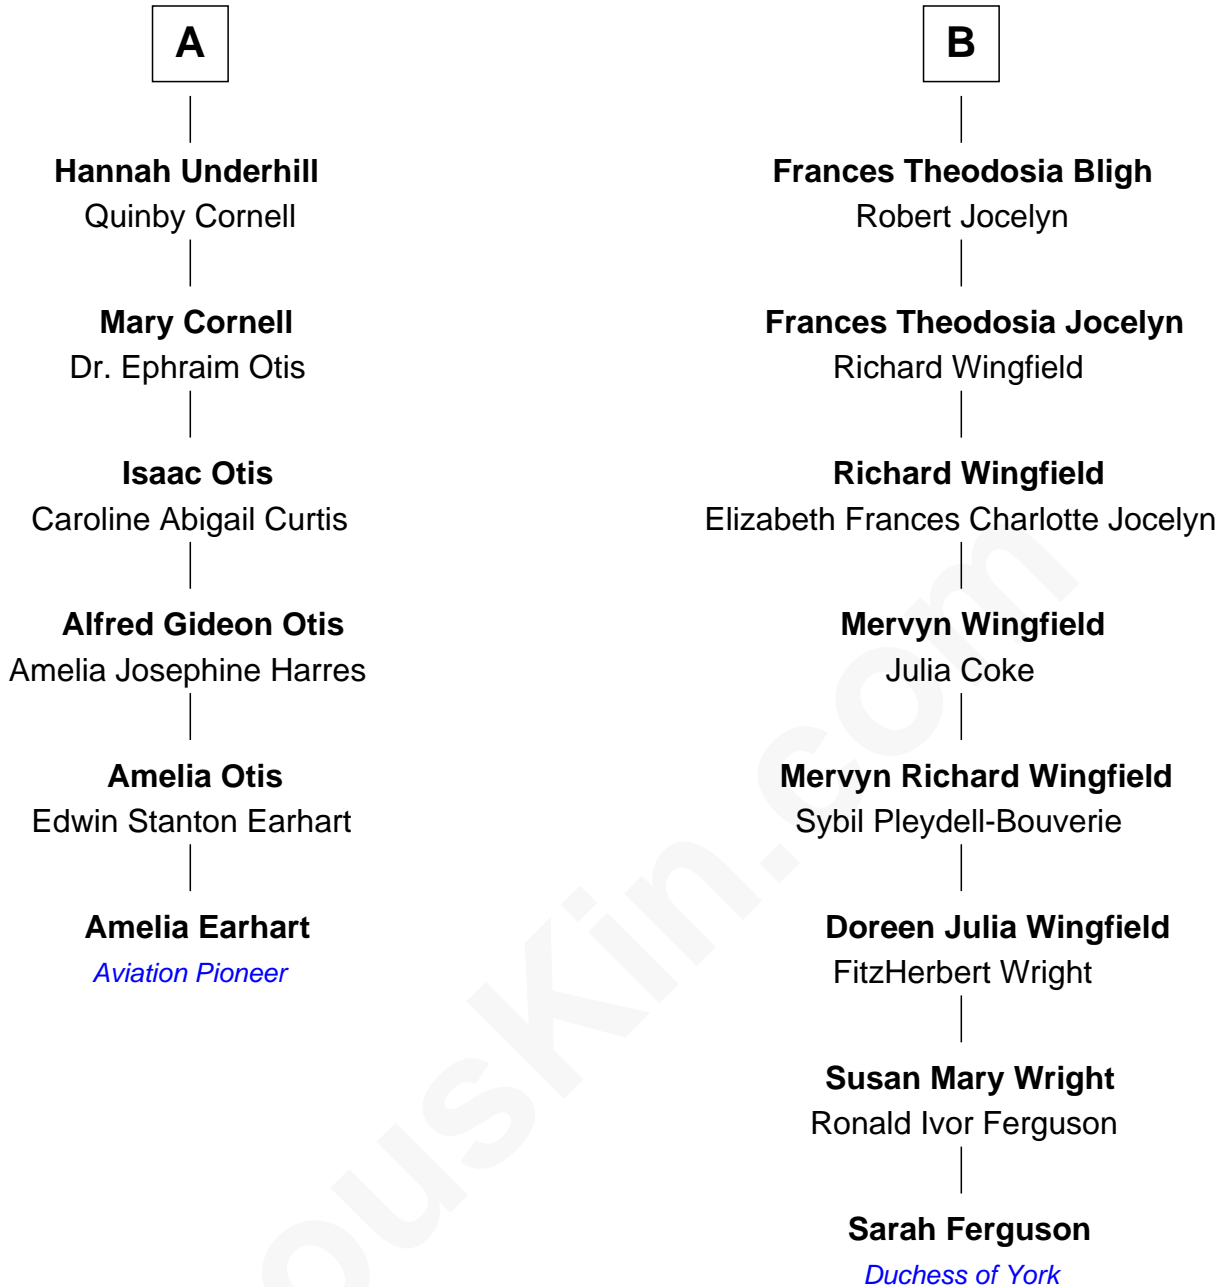 A
Hannah Underhill
Quinby Cornell
Mary Cornell
Dr. Ephraim Otis
Isaac Otis
Caroline Abigail Curtis
Alfred Gideon Otis
Amelia Josephine Harres
Amelia Otis
Edwin Stanton Earhart
Amelia Earhart
Aviation Pioneer
B
Frances Theodosia Bligh
Robert Jocelyn
Frances Theodosia Jocelyn
Richard Wingfield
Richard Wingfield
Elizabeth Frances Charlotte Jocelyn
Mervyn Wingfield
Julia Coke
Mervyn Richard Wingfield
Sybil Pleydell-Bouverie
Doreen Julia Wingfield
FitzHerbert Wright
Susan Mary Wright
Ronald Ivor Ferguson
Sarah Ferguson
Duchess of York
ousKin.com